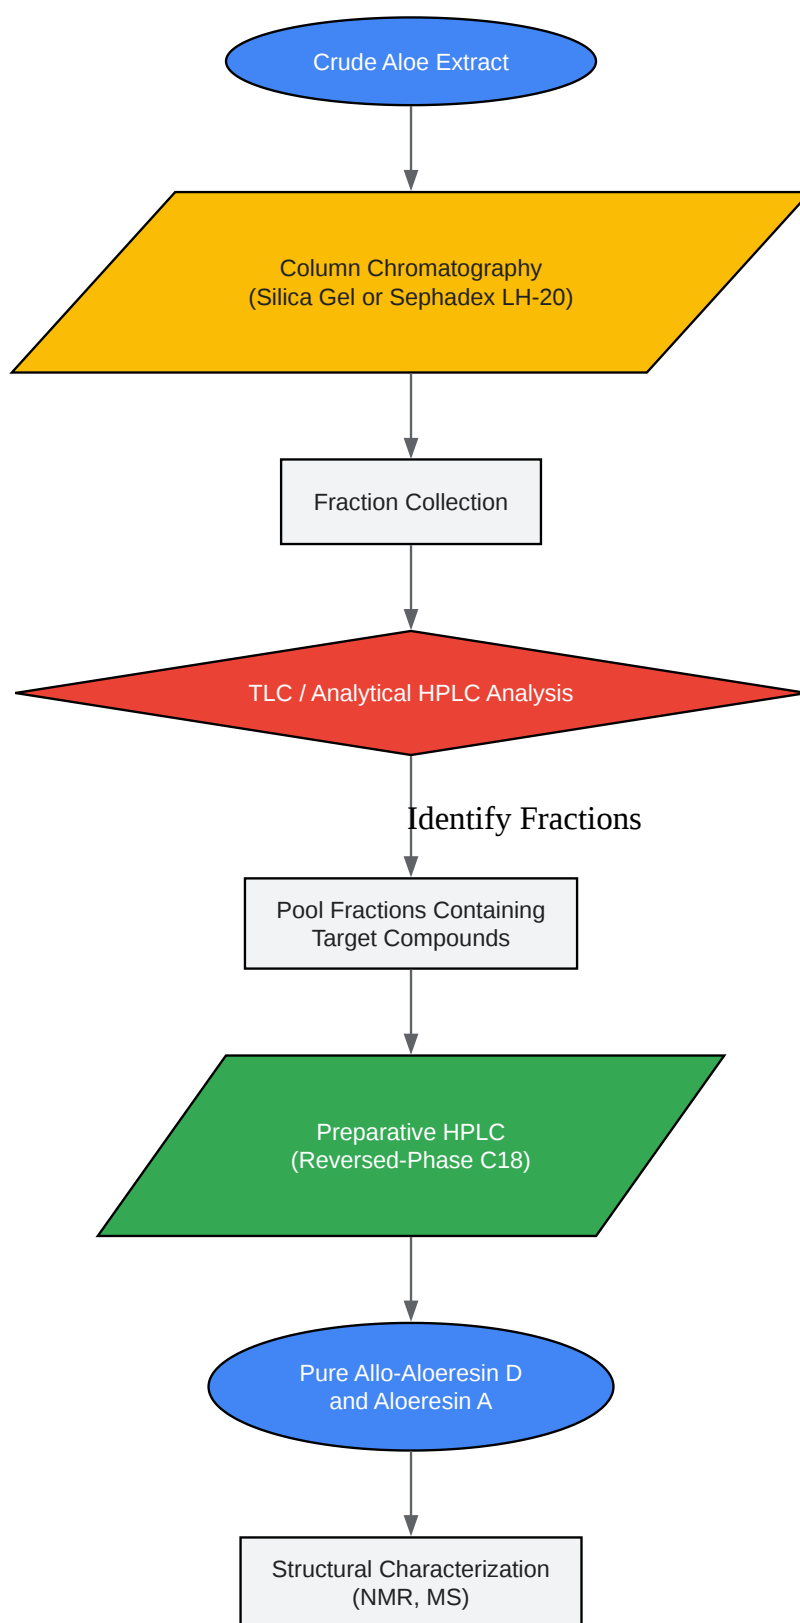 Crude Aloe Extract
Column Chromatography
(Silica Gel or Sephadex LH-20)
Fraction Collection
TLC / Analytical HPLC Analysis
Identify Fractions
Pool Fractions Containing
Target Compounds
Preparative HPLC
(Reversed-Phase C18)
Pure Allo-Aloeresin D
and Aloeresin A
Structural Characterization
(NMR, MS)